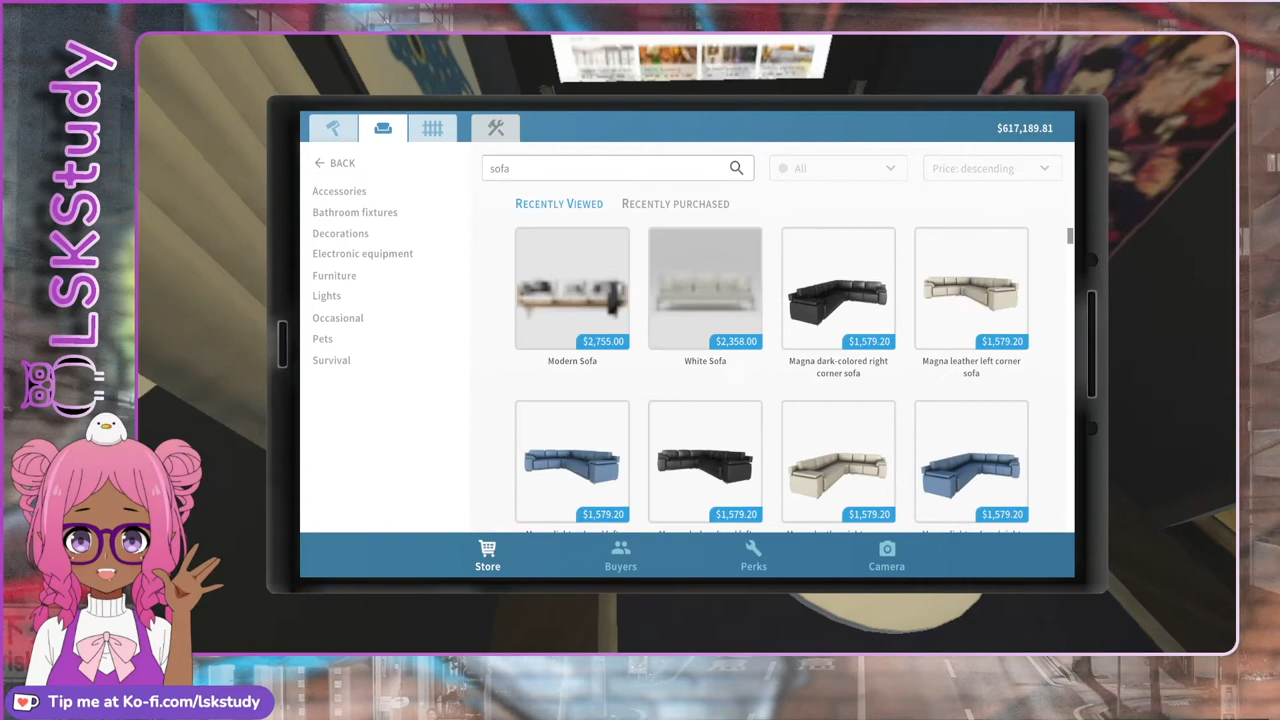 LSKStudy
$617,189.81
BACK
sofa
All
Price: descending
Accessories
Bathroom fixtures
Decorations
Electronic equipment
Furniture
Lights
Occasional
Pets
Survival
RECENTLY VIEWED
RECENTLY PURCHASED
$2,755.00
$2,358.00
$1,579.20
$1,579.20
Modern Sofa
White Sofa
Magna dark-colored right
corner sofa
Magna leather left corner
sofa
$1,579.20
$1,579.20
$1,579.20
$1,579.20
Store
Buyers
Perks
Camera
Tip me at Ko-fi.com/lskstudy